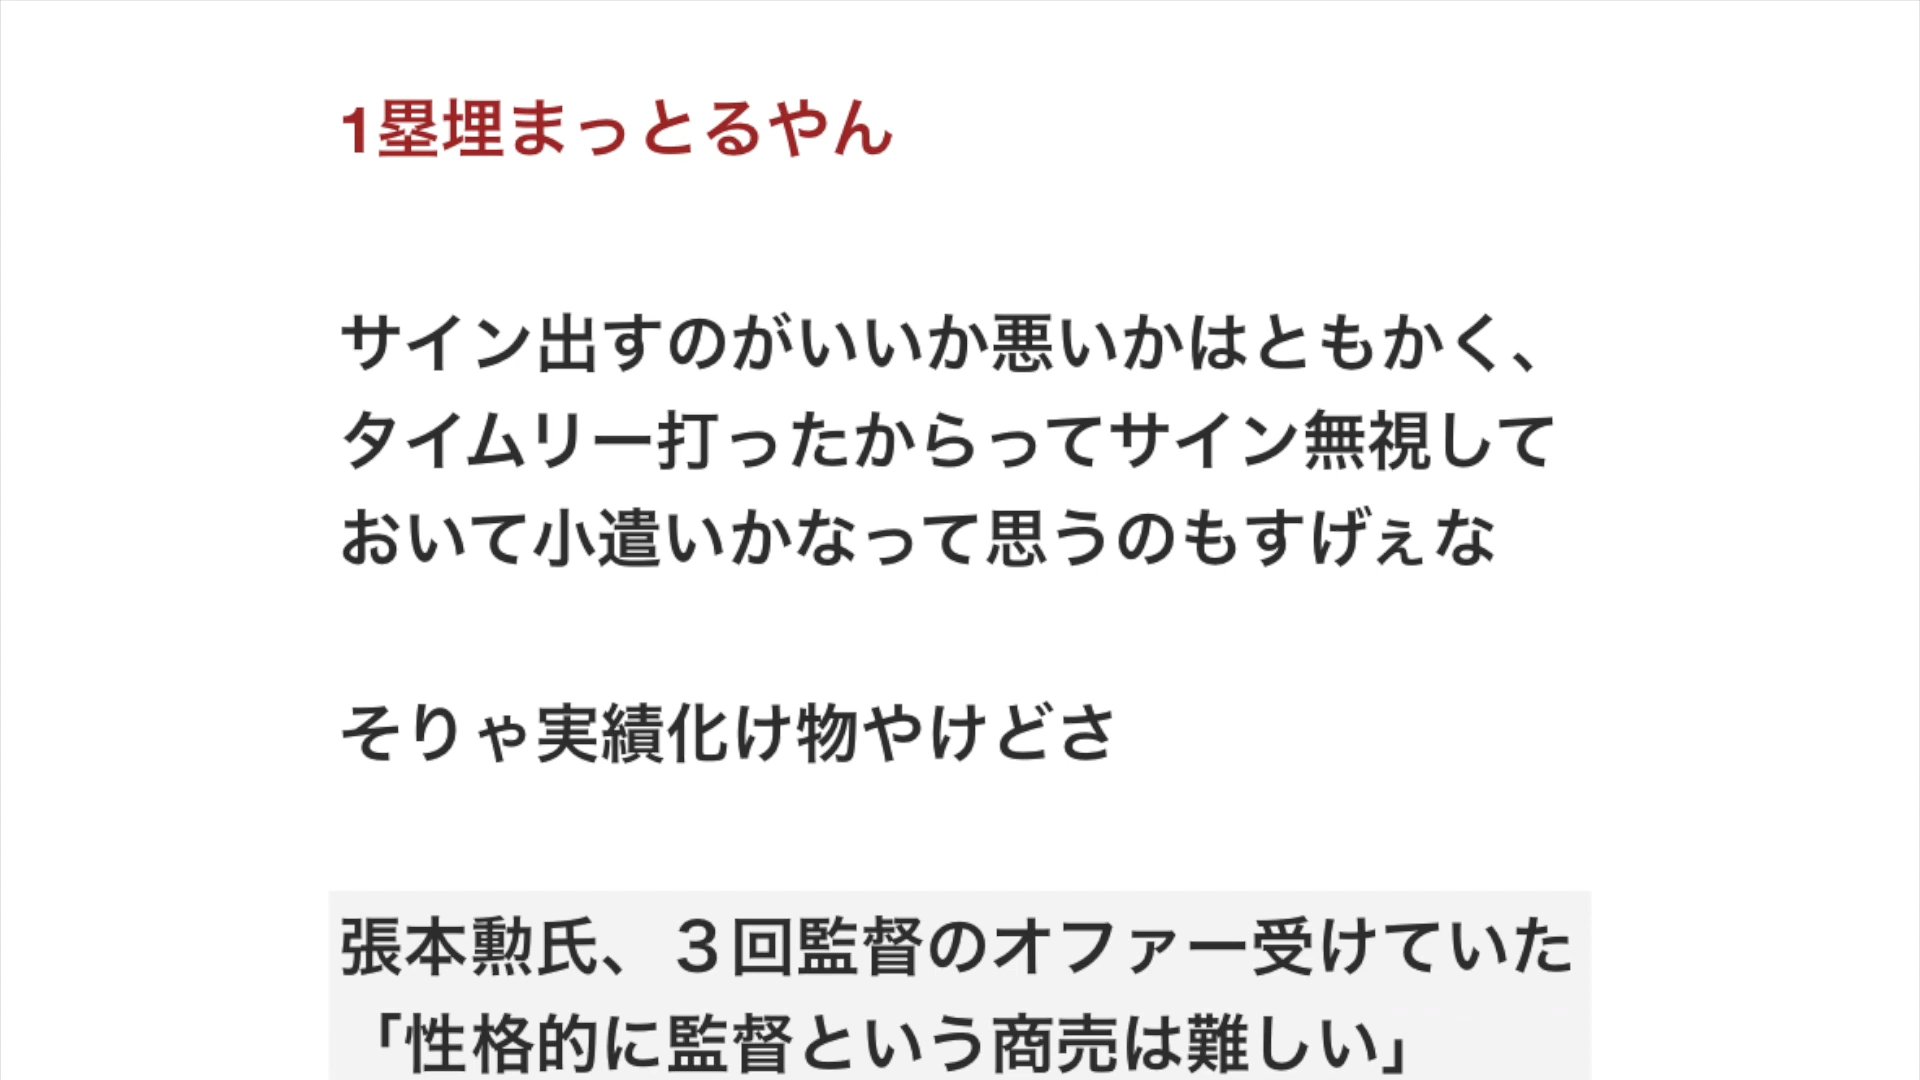 1塁埋まっとるやん
サイン出すのがいいか悪いかはともかく、
タイムリー打ったからってサイン無視して
おいて小遣いかなって思うのもすげぇな
そりゃ実績化け物やけどさ
張本勲氏、３回監督のオファー受けていた
「性格的に監督という商売は難しい」